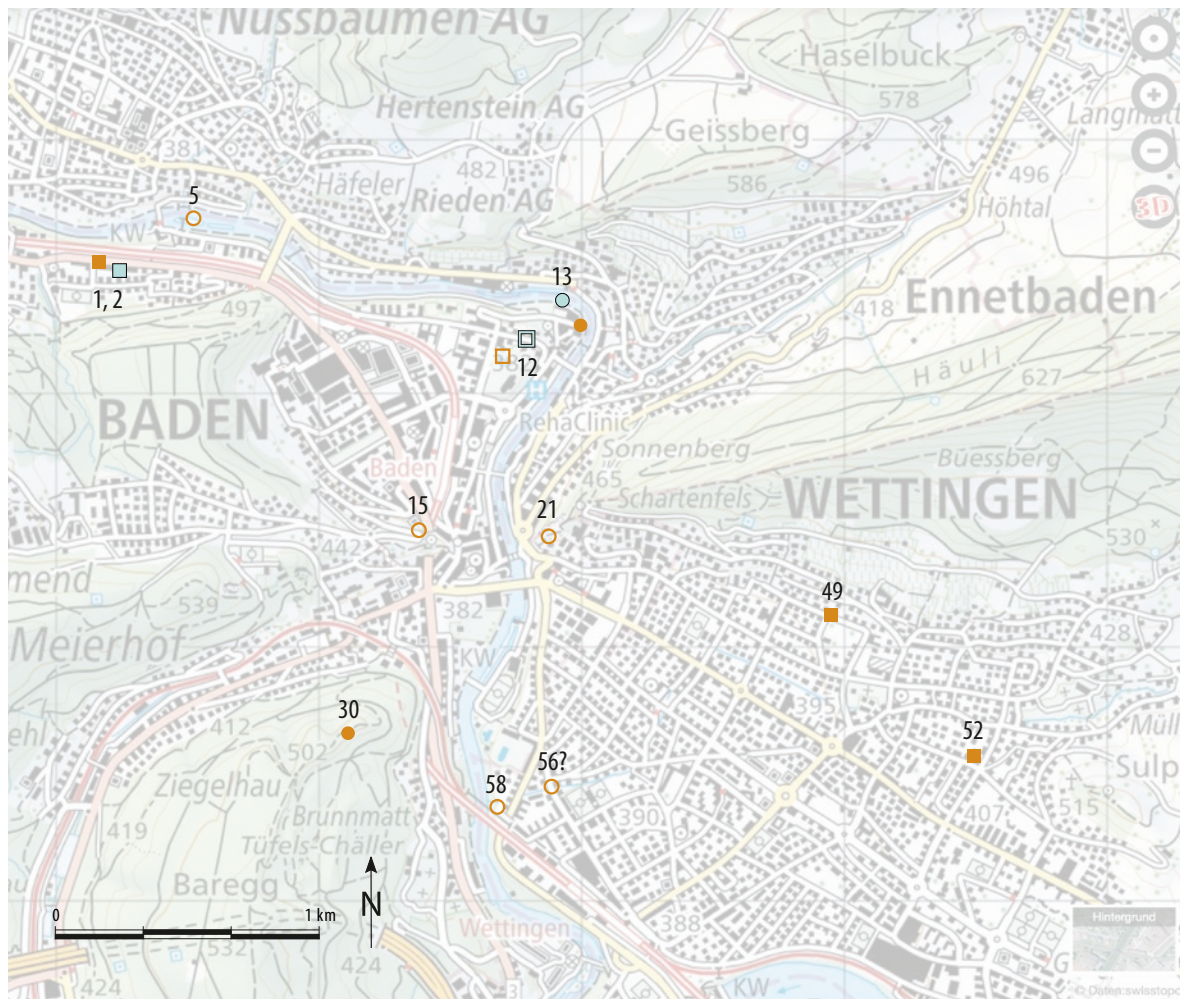 Nussbaumen AG
Haselbuck
578
Hertenstein AG
Geissberg
381
482
586
496
Häfeler
Rieden AG
Höhtal
3D
5
KW
1, 2
497
13
12
418
Ennetbaden
Häuli
627
BADEN
RehaClinic
Sonnenberg
465
Schartenfels
Büessberg
WETTINGEN
Baden
15
21
442
530
mend
539
382
49
Meierhof
KW
428
395
30
412
502
52
Ziegelhau
58
56?
Sulp
515
407
390
Brunnmatt
Tüfels-Chäller
419
Baregg
0
1 km
N
532
424
424
Wettingen
388
Hintergrund
© Daten:swisstopo